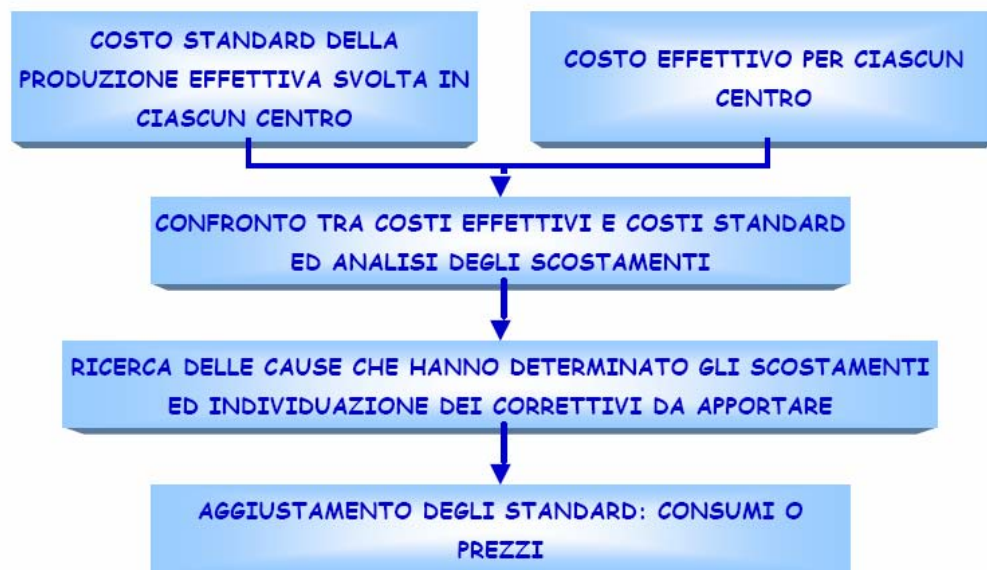 COSTO STANDARD DELLA
PRODUZIONE EFFETTIVA SVOLTA IN
CIASCUN CENTRO
COSTO EFFETTIVO PER CIASCUN
CENTRO
CONFRONTO TRA COSTI EFFETTIVI E COSTI STANDARD
ED ANALISI DEGLI SCOSTAMENTI
RICERCA DELLE CAUSE CHE HANNO DETERMINATO GLI SCOSTAMENTI
ED INDIVIDUAZIONE DEI CORRETTIVI DA APPORTARE
AGGIUSTAMENTO DEGLI STANDARD: CONSUMI O
PREZZI